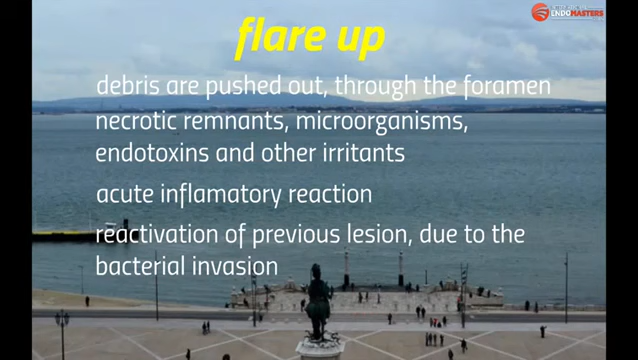 flare up
ENDOMASTERS
debris are pushed out, through the foramen
necrotic remnants, microorganisms,
endotoxins and other irritants
acute inflamatory reaction
reactivation of previous lesion, due to the
bacterial invasion